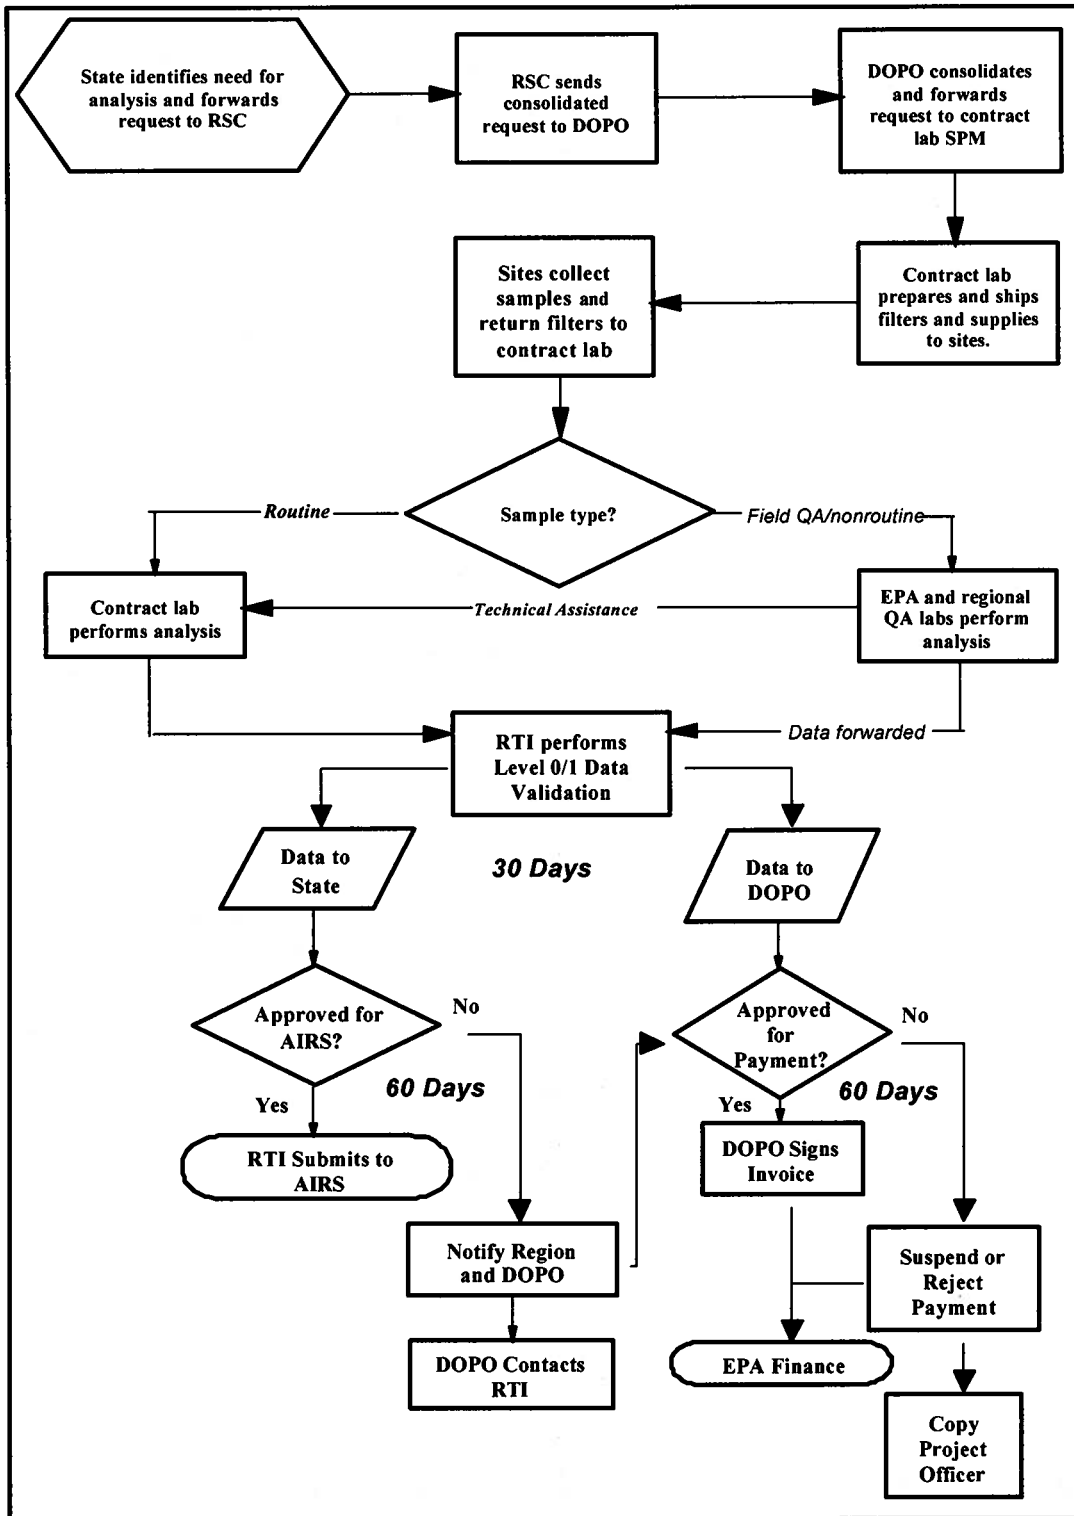 State identifies need for
analysis and forwards
request to RSC
RSC sends
consolidated
request to DOPO
DOPO consolidates
and forwards
request to contract
lab SPM
Contract lab
prepares and ships
filters and supplies
to sites.
Sites collect
samples and
return filters to
contract lab
Sample type?
Routine
Field QA/nonroutine
Contract lab
performs analysis
Technical Assistance
EPA and regional
QA labs perform
analysis
RTI performs
Level 0/1 Data
Validation
Data forwarded
Data to
State
30 Days
Data to
DOPO
Approved for
AIRS?
No
Approved
for
Payment?
No
60 Days
60 Days
Yes
Yes
RTI Submits to
AIRS
DOPO Signs
Invoice
Notify Region
and DOPO
Suspend or
Reject
Payment
DOPO Contacts
RTI
EPA Finance
Copy
Project
Officer